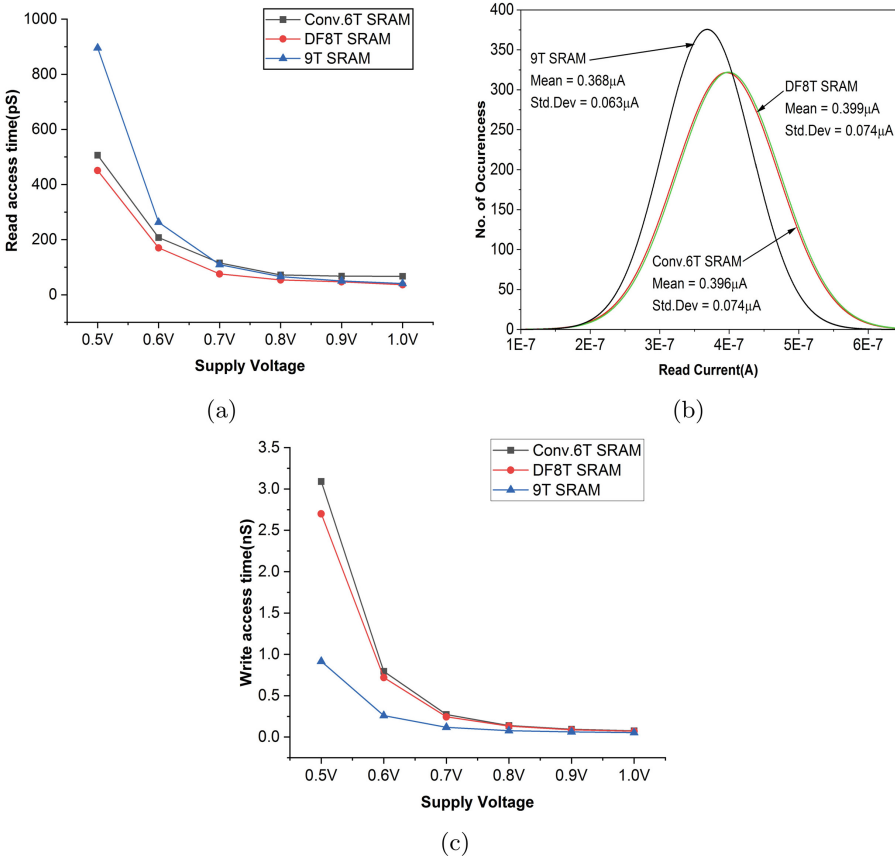 Conv.6T SRAM
DF8T SRAM
9T SRAM
1000
800
600
400
200
0
Read access time(pS)
0.5V 0.6V 0.7V 0.8V 0.9V 1.0V
Supply Voltage
(a)
400
350
300
250
200
150
100
50
0
No. of Occurencess
9T SRAM
Mean = 0.368μA
Std.Dev = 0.063μA
DF8T SRAM
Mean = 0.399μA
Std.Dev = 0.074μA
Conv.6T SRAM
Mean = 0.396μA
Std.Dev = 0.074μA
1E-7 2E-7 3E-7 4E-7 5E-7 6E-7
Read Current(A)
(b)
Conv.6T SRAM
DF8T SRAM
9T SRAM
3.5
3.0
2.5
2.0
1.5
1.0
0.5
0.0
Write access time(nS)
0.5V 0.6V 0.7V 0.8V 0.9V 1.0V
Supply Voltage
(c)